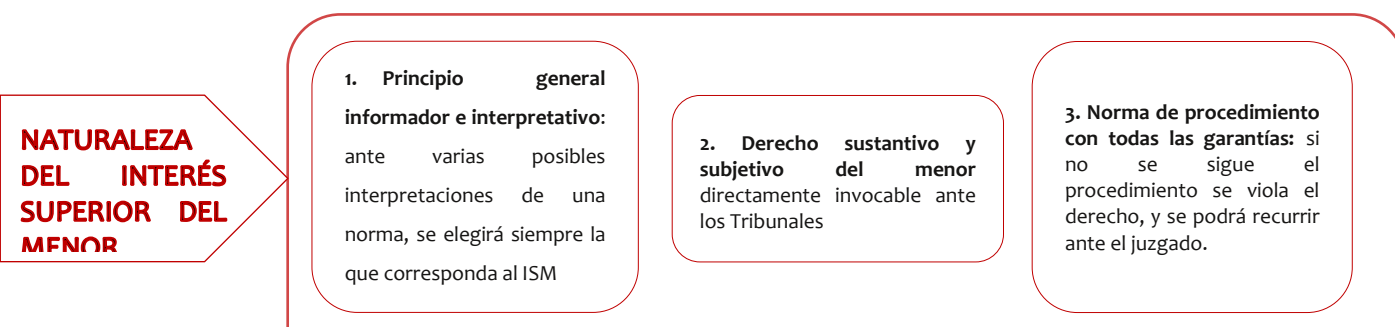 NATURALEZA
DEL INTERÉS
SUPERIOR DEL
MENOR
1. Principio general
informador e interpretativo:
ante varias posibles
interpretaciones de una
norma, se elegirá siempre la
que corresponda al ISM
2. Derecho sustantivo y
subjetivo del menor
directamente invocable ante
los Tribunales
3. Norma de procedimiento
con todas las garantías: si
no se sigue el
procedimiento se viola el
derecho, y se podrá recurrir
ante el juzgado.